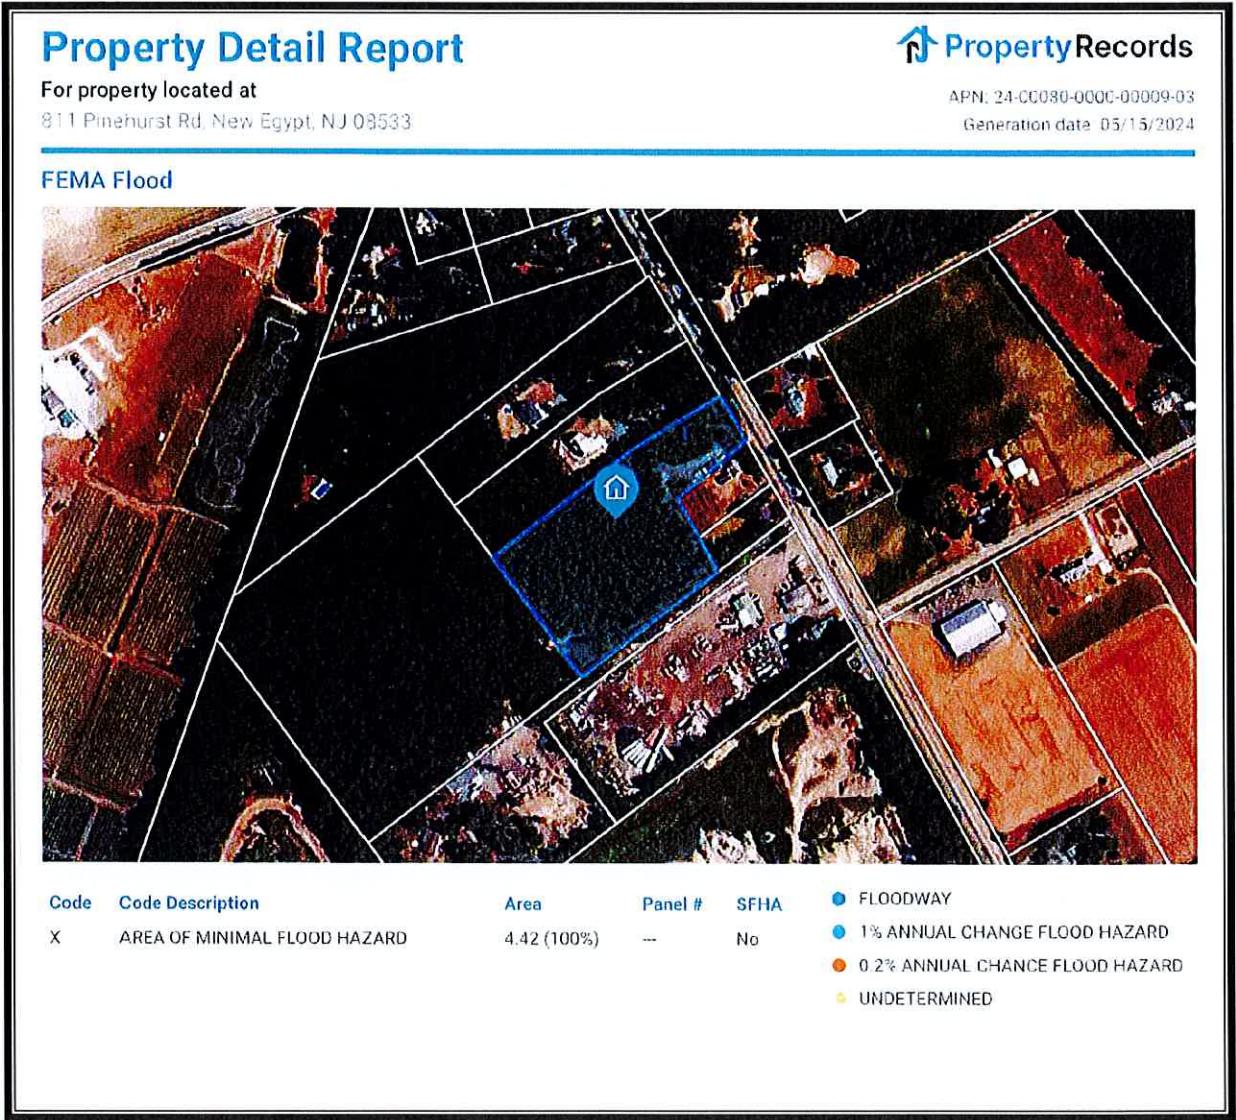 Property Detail Report
PropertyRecords
For property located at
811 Pinehurst Rd, New Egypt, NJ 08533
APN: 24-00080-0000-00009-03
Generation date 05/15/2024
FEMA Flood
Code Code Description Area Panel # SFHA
X AREA OF MINIMAL FLOOD HAZARD 4.42 (100%) --- No
FLOODWAY
1% ANNUAL CHANGE FLOOD HAZARD
0.2% ANNUAL CHANCE FLOOD HAZARD
UNDETERMINED